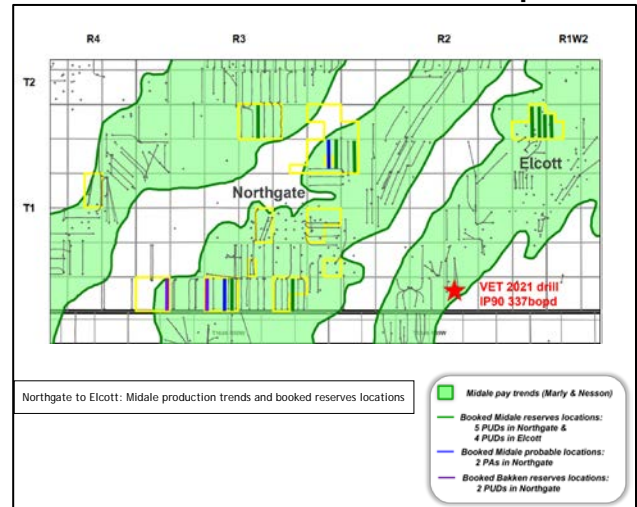 R4 R3 R2 R1W2
T2
Elcott
Northgate
T1
VET 2021 drill
IP90 337bopd
Northgate to Elcott: Midale production trends and booked reserves locations
Midale pay trends (Marly & Nesson)
Booked Midale reserves locations:
5 PUDs in Northgate &
4 PUDs in Elcott
Booked Midale probable locations:
2 PAs in Northgate
Booked Bakken reserves locations:
2 PUDs in Northgate